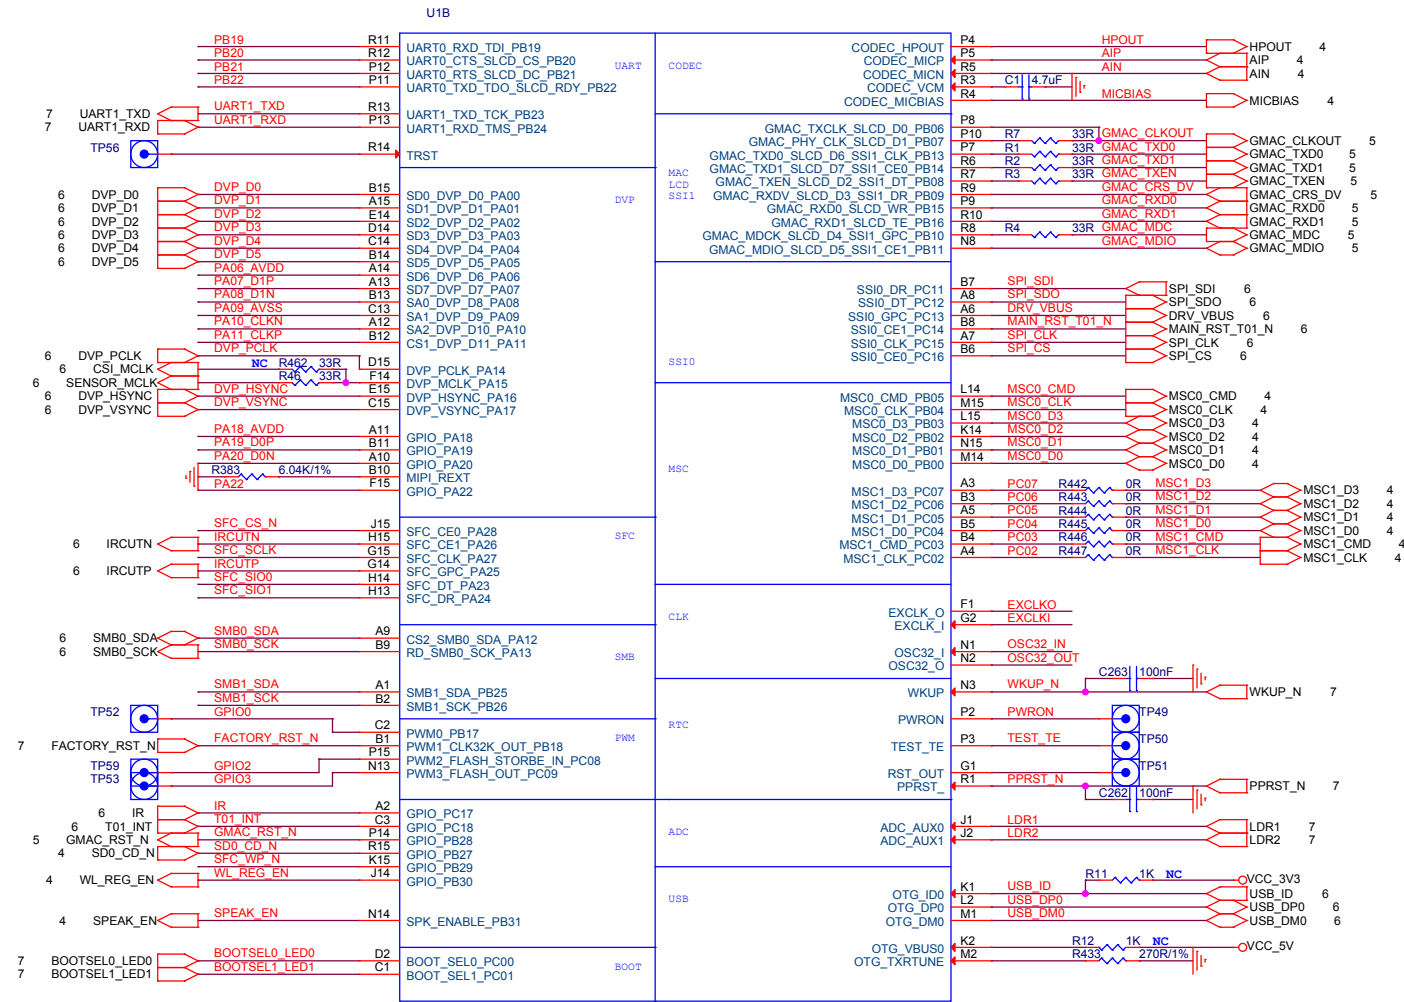 U1B
PB19 R11 UART0_RXD_TDI_PB19
PB20 R12 UART0_CTS_SLCD_CS_PB20
PB21 P12 UART0_RTS_SLCD_DC_PB21
PB22 P11 UART0_TXD_TDO_SLCD_RDY_PB22
UART
7 UART1_TXD UART1_TXD R13 UART1_TXD_TCK_PB23
7 UART1_RXD UART1_RXD P13 UART1_RXD_TMS_PB24
TP56 R14 TRST
6 DVP_D0 DVP_D0 B15 SD0_DVP_D0_PA00
6 DVP_D1 DVP_D1 A15 SD1_DVP_D1_PA01
6 DVP_D2 DVP_D2 E14 SD2_DVP_D2_PA02
6 DVP_D3 DVP_D3 D14 SD3_DVP_D3_PA03
6 DVP_D4 DVP_D4 C14 SD4_DVP_D4_PA04
6 DVP_D5 DVP_D5 B14 SD5_DVP_D5_PA05
DVP
PA06_AVDD A14 SD6_DVP_D6_PA06
PA07_D1P A13 SD7_DVP_D7_PA07
PA08_D1N B13 SA0_DVP_D8_PA08
PA09_AVSS C13 SA1_DVP_D9_PA09
PA10_CLKN A12 SA2_DVP_D10_PA10
PA11_CLKP B12 CS1_DVP_D11_PA11
6 DVP_PCLK DVP_PCLK D15 DVP_PCLK_PA14
6 CSI_MCLK NC R462 33R
6 SENSOR_MCLK R46 33R F14 DVP_MCLK_PA15
6 DVP_HSYNC DVP_HSYNC E15 DVP_HSYNC_PA16
6 DVP_VSYNC DVP_VSYNC C15 DVP_VSYNC_PA17
PA18_AVDD A11 GPIO_PA18
PA19_D0P B11 GPIO_PA19
PA20_D0N A10 GPIO_PA20
R383 6.04K/1% B10 MIPI_REXT
PA22 F15 GPIO_PA22
SFC_CS_N J15 SFC_CE0_PA28
6 IRCUTN IRCUTN H15 SFC_CE1_PA26
SFC_SCLK G15 SFC_CLK_PA27
6 IRCUTP IRCUTP G14 SFC_GPC_PA25
SFC_SIO0 H14 SFC_DT_PA23
SFC_SIO1 H13 SFC_DR_PA24
SFC
6 SMB0_SDA SMB0_SDA A9 CS2_SMB0_SDA_PA12
6 SMB0_SCK SMB0_SCK B9 RD_SMB0_SCK_PA13
SMB
SMB1_SDA A1 SMB1_SDA_PB25
SMB1_SCK B2 SMB1_SCK_PB26
TP52 GPIO0 C2 PWM0_PB17
7 FACTORY_RST_N FACTORY_RST_N B1 PWM1_CLK32K_OUT_PB18
TP59 GPIO2 P15 PWM2_FLASH_STORBE_IN_PC08
TP53 GPIO3 N13 PWM3_FLASH_OUT_PC09
PWM
6 IR IR A2 GPIO_PC17
6 T01_INT T01_INT C3 GPIO_PC18
5 GMAC_RST_N GMAC_RST_N P14 GPIO_PB28
4 SD0_CD_N SD0_CD_N R15 GPIO_PB27
SFC_WP_N K15 GPIO_PB29
4 WL_REG_EN WL_REG_EN J14 GPIO_PB30
4 SPEAK_EN SPEAK_EN N14 SPK_ENABLE_PB31
7 BOOTSEL0_LED0 BOOTSEL0_LED0 D2 BOOT_SEL0_PC00
7 BOOTSEL1_LED1 BOOTSEL1_LED1 C1 BOOT_SEL1_PC01
BOOT
CODEC
CODEC_HPOUT P4 HPOUT HPOUT 4
CODEC_MICP P5 AIP AIP 4
CODEC_MICN R5 AIN AIN 4
CODEC_VCM R3 C1 4.7uF
CODEC_MICBIAS R4 MICBIAS MICBIAS 4
MAC
LCD
SSI1
GMAC_TXCLK_SLCD_D0_PB06 P8
GMAC_PHY_CLK_SLCD_D1_PB07 P10 R7 33R GMAC_CLKOUT GMAC_CLKOUT 5
GMAC_TXD0_SLCD_D6_SSI1_CLK_PB13 P7 R1 33R GMAC_TXD0 GMAC_TXD0 5
GMAC_TXD1_SLCD_D7_SSI1_CE0_PB14 R6 R2 33R GMAC_TXD1 GMAC_TXD1 5
GMAC_TXEN_SLCD_D2_SSI1_DT_PB08 R7 R3 33R GMAC_TXEN GMAC_TXEN 5
GMAC_RXDV_SLCD_D3_SSI1_DR_PB09 R9 GMAC_CRS_DV GMAC_CRS_DV 5
GMAC_RXD0_SLCD_WR_PB15 P9 GMAC_RXD0 GMAC_RXD0 5
GMAC_RXD1_SLCD_TE_PB16 R10 GMAC_RXD1 GMAC_RXD1 5
GMAC_MDCK_SLCD_D4_SSI1_GPC_PB10 R8 R4 33R GMAC_MDC GMAC_MDC 5
GMAC_MDIO_SLCD_D5_SSI1_CE1_PB11 N8 GMAC_MDIO GMAC_MDIO 5
SSI0_DR_PC11 B7 SPI_SDI SPI_SDI 6
SSI0_DT_PC12 A8 SPI_SDO SPI_SDO 6
SSI0_GPC_PC13 A6 DRV_VBUS DRV_VBUS 6
SSI0_CE1_PC14 B8 MAIN_RST_T01_N MAIN_RST_T01_N 6
SSI0_CLK_PC15 A7 SPI_CLK SPI_CLK 6
SSI0_CE0_PC16 B6 SPI_CS SPI_CS 6
SSI0
MSC0_CMD_PB05 L14 MSC0_CMD MSC0_CMD 4
MSC0_CLK_PB04 M15 MSC0_CLK MSC0_CLK 4
MSC0_D3_PB03 L15 MSC0_D3 MSC0_D3 4
MSC0_D2_PB02 K14 MSC0_D2 MSC0_D2 4
MSC0_D1_PB01 N15 MSC0_D1 MSC0_D1 4
MSC0_D0_PB00 M14 MSC0_D0 MSC0_D0 4
MSC
MSC1_D3_PC07 A3 PC07 R442 0R MSC1_D3 MSC1_D3 4
MSC1_D2_PC06 B3 PC06 R443 0R MSC1_D2 MSC1_D2 4
MSC1_D1_PC05 A5 PC05 R444 0R MSC1_D1 MSC1_D1 4
MSC1_D0_PC04 B5 PC04 R445 0R MSC1_D0 MSC1_D0 4
MSC1_CMD_PC03 B4 PC03 R446 0R MSC1_CMD MSC1_CMD 4
MSC1_CLK_PC02 A4 PC02 R447 0R MSC1_CLK MSC1_CLK 4
CLK
EXCLK_O F1 EXCLKO
EXCLK_I G2 EXCLKI
OSC32_I N1 OSC32_IN
OSC32_O N2 OSC32_OUT
C263 100nF
WKUP N3 WKUP_N WKUP_N 7
PWRON P2 PWRON TP49
RTC
TEST_TE P3 TEST_TE TP50
RST_OUT G1 TP51
PPRST_ R1 PPRST_N PPRST_N 7
C262 100nF
ADC
ADC_AUX0 J1 LDR1 LDR1 7
ADC_AUX1 J2 LDR2 LDR2 7
R11 1K NC VCC_3V3
USB
OTG_ID0 K1 USB_ID USB_ID 6
OTG_DP0 L2 USB_DP0 USB_DP0 6
OTG_DM0 M1 USB_DM0 USB_DM0 6
OTG_VBUS0 K2 R12 1K NC VCC_5V
OTG_TXRTUNE M2 R433 270R/1%